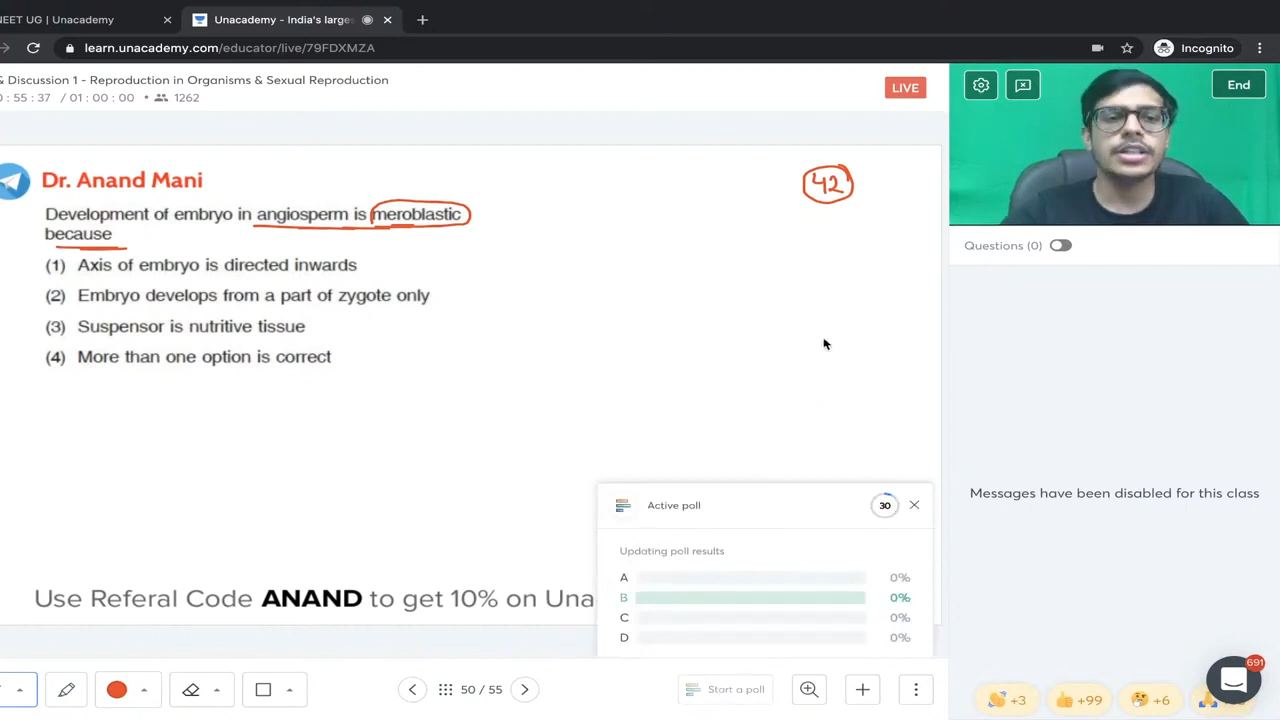 NEET UG | Unacademy
Unacademy - India's larges
learn.unacademy.com/educator/live/79FDXMZA
Incognito
& Discussion 1 - Reproduction in Organisms & Sexual Reproduction
0 : 55 : 37 / 01 : 00 : 00 • 1262
LIVE
End
Dr. Anand Mani
42
Development of embryo in angiosperm is meroblastic
because
(1) Axis of embryo is directed inwards
(2) Embryo develops from a part of zygote only
(3) Suspensor is nutritive tissue
(4) More than one option is correct
Questions (0)
Messages have been disabled for this class
Active poll
30
Updating poll results
A 0%
B 0%
C 0%
D 0%
Use Referal Code ANAND to get 10% on Una
50 / 55
Start a poll
691
+3
+99
+6